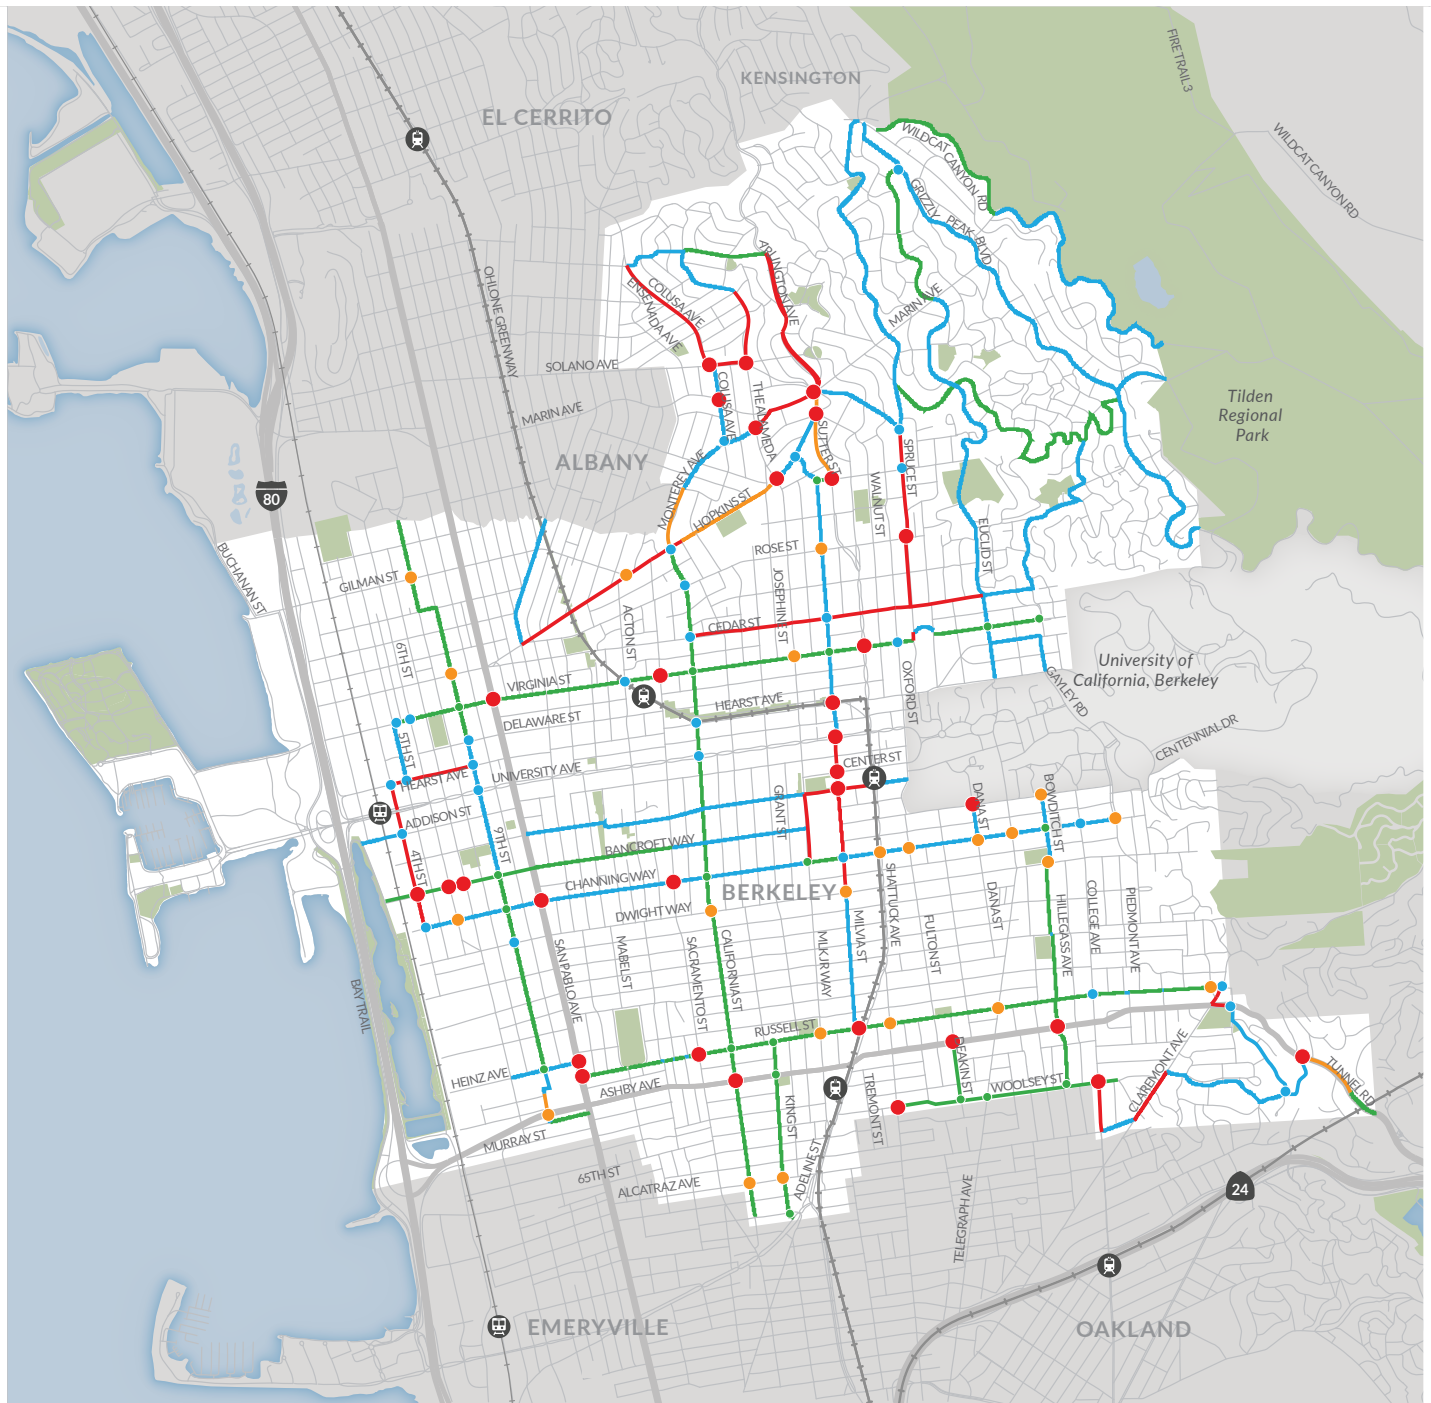 KENSINGTON
EL CERRITO
FIRE TRAIL 3
WILDCAT CANYON RD
WILDCAT CANYON RD
GRIZZLY PEAK BLVD
ARLINGTON AVE
OHLONE GREENWAY
COLUSA AVE
ENSENADA AVE
MARIN AVE
SOLANO AVE
MARIN AVE
COLUSA AVE
THE ALAMEDA
SUTTER ST
SPRUCE ST
Tilden
Regional
Park
ALBANY
MONTEREY AVE
HOPKINS ST
WALNUT ST
80
EUCLID ST
ROSE ST
BUCHANAN ST
GILMAN ST
JOSEPHINE ST
ACTON ST
CEDAR ST
6TH ST
VIRGINIA ST
University of
California, Berkeley
OXFORD ST
GAYLEY RD
HEARST AVE
DELAWARE ST
5TH ST
CENTENNIAL DR
CENTER ST
UNIVERSITY AVE
HEARST AVE
GRANT ST
DANA ST
BOWDITCH ST
ADDISON ST
9TH ST
BANCROFT WAY
4TH ST
CHANNING WAY
BERKELEY
SHATTUCK AVE
DWIGHT WAY
DANA ST
HILLEGASS AVE
COLLEGE AVE
PIEDMONT AVE
MILVIA ST
FULTON ST
MLK JR WAY
SAN PABLO AVE
MABEL ST
SACRAMENTO ST
CALIFORNIA ST
BAY TRAIL
RUSSELL ST
HEINZ AVE
ASHBY AVE
DEAKIN ST
WOOLSEY ST
CLAREMONT AVE
TUNNEL RD
TREMONT ST
KING ST
MURRAY ST
ADELINE ST
65TH ST
ALCATRAZ AVE
TELEGRAPH AVE
24
EMERYVILLE
OAKLAND